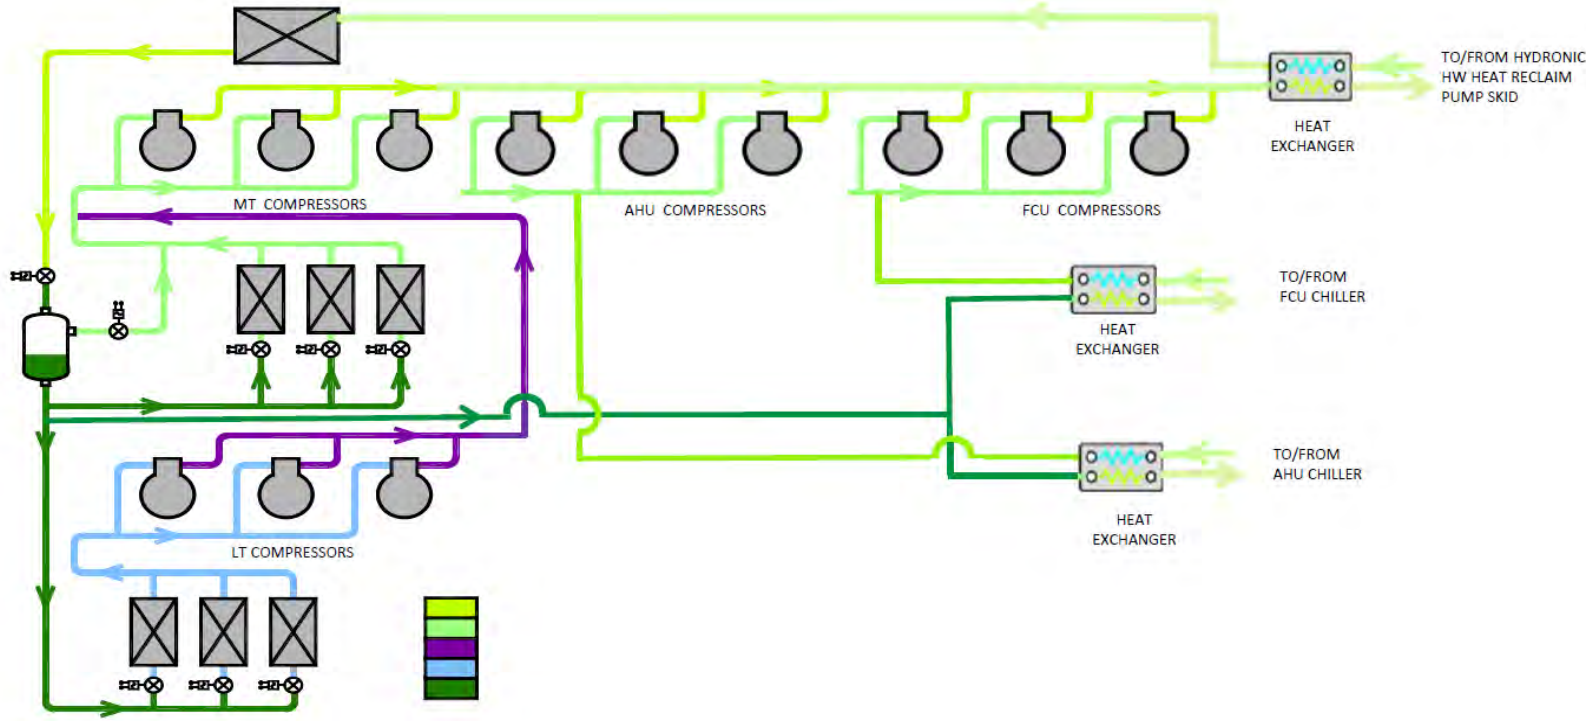 TO/FROM HYDRONIC
HW HEAT RECLAIM
PUMP SKID
HEAT
EXCHANGER
MT COMPRESSORS
AHU COMPRESSORS
FCU COMPRESSORS
TO/FROM
FCU CHILLER
HEAT
EXCHANGER
TO/FROM
AHU CHILLER
HEAT
EXCHANGER
LT COMPRESSORS